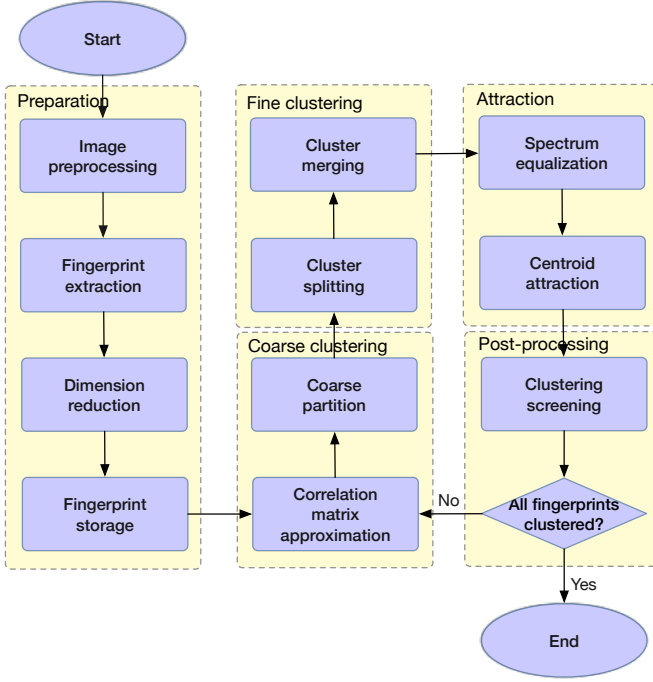 Start
Preparation
Image
preprocessing
Fingerprint
extraction
Dimension
reduction
Fingerprint
storage
Fine clustering
Cluster
merging
Cluster
splitting
Coarse clustering
Coarse
partition
Correlation
matrix
approximation
Attraction
Spectrum
equalization
Centroid
attraction
Post-processing
Clustering
screening
All fingerprints
clustered?
No
Yes
End